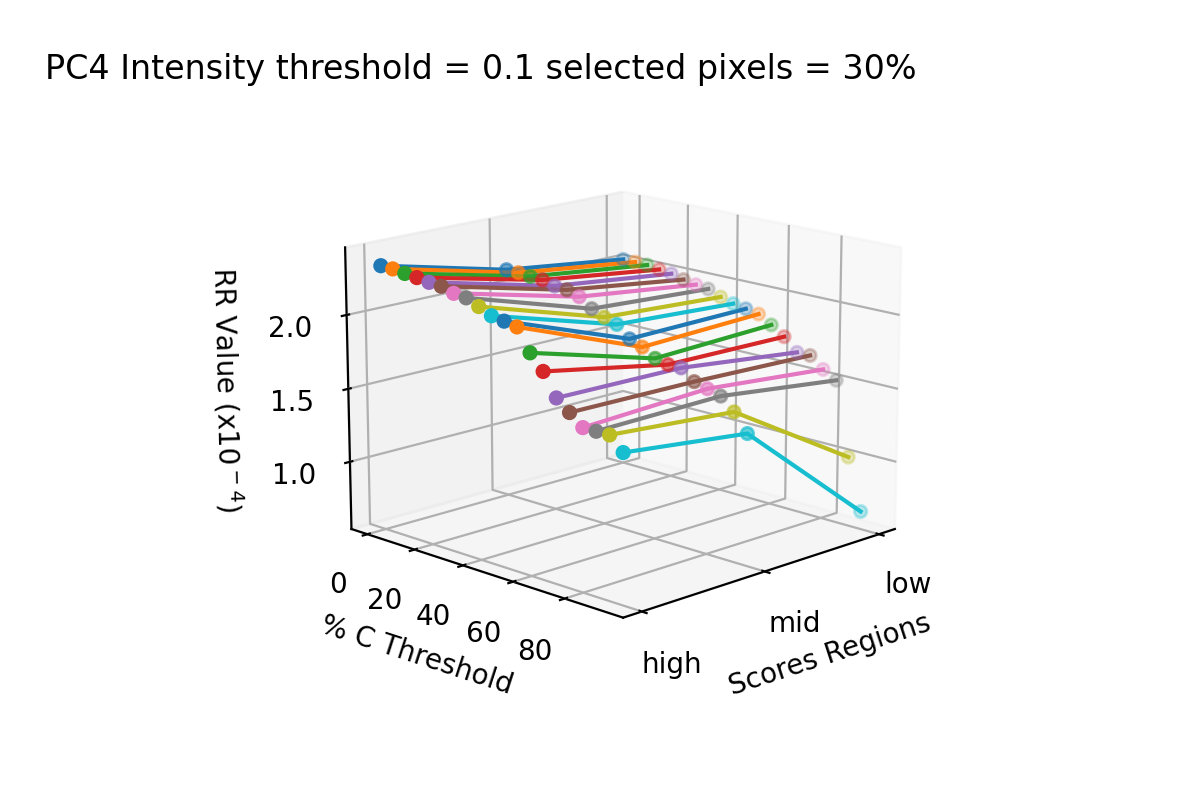 PC4 Intensity threshold = 0.1 selected pixels = 30%
RR Value (x10⁻⁴)
2.0
1.5
1.0
0
20
40
60
80
% C Threshold
high
mid
low
Scores Regions